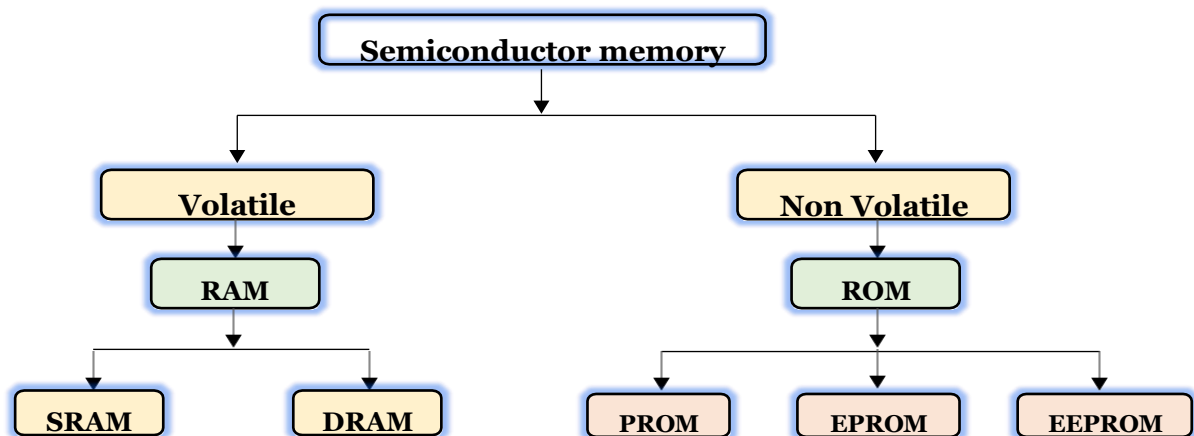 Semiconductor memory
Volatile
Non Volatile
RAM
ROM
SRAM
DRAM
PROM
EPROM
EEPROM